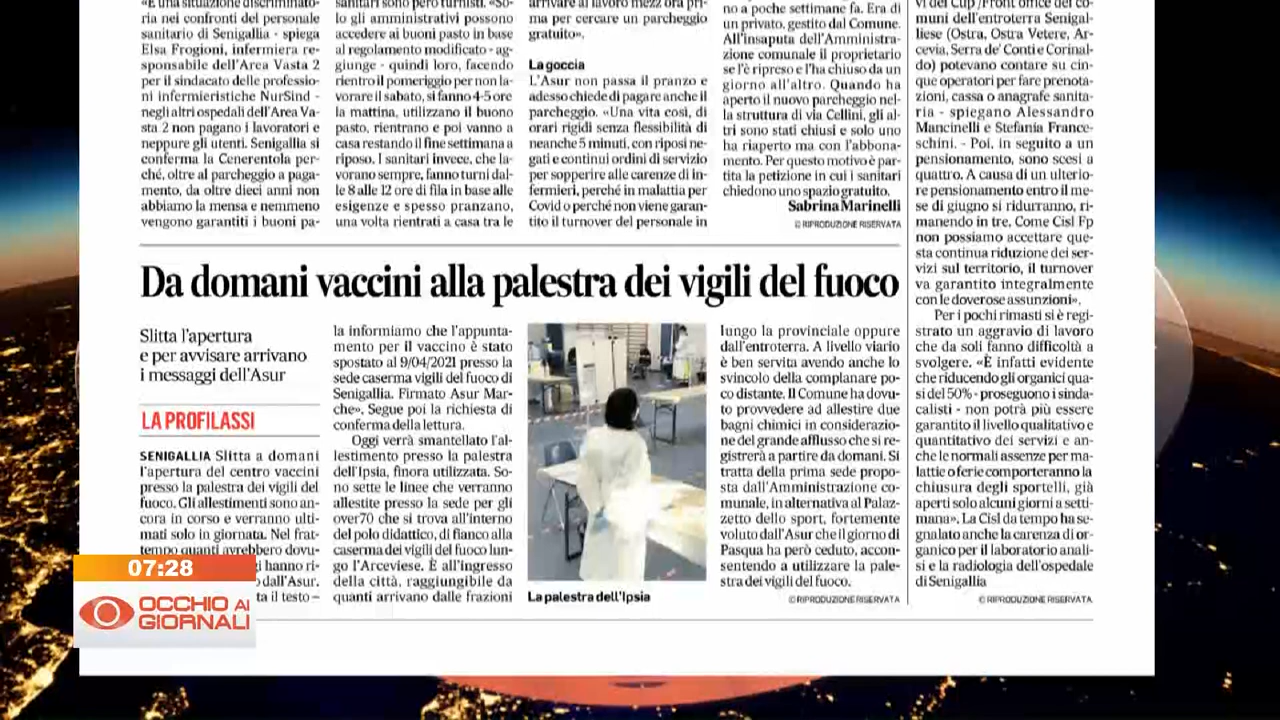 «È una situazione discriminato-
ria nei confronti del personale
sanitario di Senigallia - spiega
Elsa Frogioni, infermiera re-
sponsabile dell'Area Vasta 2
per il sindacato delle professio-
ni infermieristiche NurSind -
negli altri ospedali dell'Area Va-
sta 2 non pagano i lavoratori e
neppure gli utenti. Senigallia si
conferma la Cenerentola per-
ché, oltre al parcheggio a paga-
mento, da oltre dieci anni non
abbiamo la mensa e nemmeno
vengono garantiti i buoni pa-
sanitari sono però turnisti. «So-
lo gli amministrativi possono
accedere ai buoni pasto in base
al regolamento modificato - ag-
giunge - quindi loro, facendo
rientro il pomeriggio per non la-
vorare il sabato, si fanno 4-5 ore
la mattina, utilizzano il buono
pasto, rientrano e poi vanno a
casa restando il fine settimana a
riposo. I sanitari invece, che la-
vorano sempre, fanno turni dal-
le 8 alle 12 ore di fila in base alle
esigenze e spesso pranzano,
una volta rientrati a casa tra le
arrivare al lavoro mezz'ora pri-
ma per cercare un parcheggio
gratuito».
La goccia
L'Asur non passa il pranzo e
adesso chiede di pagare anche il
parcheggio. «Una vita così, di
orari rigidi senza flessibilità di
neanche 5 minuti, con riposi ne-
gati e continui ordini di servizio
per sopperire alle carenze di in-
fermieri, perché in malattia per
Covid o perché non viene garan-
tito il turnover del personale in
no a poche settimane fa. Era di
un privato, gestito dal Comune.
All'insaputa dell'Amministra-
zione comunale il proprietario
se l'è ripreso e l'ha chiuso da un
giorno all'altro. Quando ha
aperto il nuovo parcheggio nel-
la struttura di via Cellini, gli al-
tri sono stati chiusi e solo uno
ha riaperto ma con l'abbona-
mento. Per questo motivo è par-
tita la petizione in cui i sanitari
chiedono uno spazio gratuito.
Sabrina Marinelli
© RIPRODUZIONE RISERVATA
vi del Cup /Front office dei co-
muni dell'entroterra Senigal-
liese (Ostra, Ostra Vetere, Ar-
cevia, Serra de' Conti e Corinal-
do) potevano contare su cin-
que operatori per fare prenota-
zioni, cassa o anagrafe sanita-
ria - spiegano Alessandro
Mancinelli e Stefania France-
schini. - Poi, in seguito a un
pensionamento, sono scesi a
quattro. A causa di un ulterio-
re pensionamento entro il me-
se di giugno si ridurranno, ri-
manendo in tre. Come Cisl Fp
non possiamo accettare que-
sta continua riduzione dei ser-
vizi sul territorio, il turnover
va garantito integralmente
con le doverose assunzioni».
Per i pochi rimasti si è regi-
strato un aggravio di lavoro
che da soli fanno difficoltà a
svolgere. «È infatti evidente
che riducendo gli organici qua-
si del 50% - proseguono i sinda-
calisti - non potrà più essere
garantito il livello qualitativo e
quantitativo dei servizi e an-
che le normali assenze per ma-
lattie o ferie comporteranno la
chiusura degli sportelli, già
aperti solo alcuni giorni a setti-
mana». La Cisl da tempo ha se-
gnalato anche la carenza di or-
ganico per il laboratorio anali-
si e la radiologia dell'ospedale
di Senigallia
© RIPRODUZIONE RISERVATA
Da domani vaccini alla palestra dei vigili del fuoco
Slitta l'apertura
e per avvisare arrivano
i messaggi dell'Asur
LA PROFILASSI
SENIGALLIA Slitta a domani
l'apertura del centro vaccini
presso la palestra dei vigili del
fuoco. Gli allestimenti sono an-
cora in corso e verranno ulti-
mati solo in giornata. Nel frat-
tempo quanti avrebbero dovu-
i hanno ri-
dall'Asur.
ta il testo –
la informiamo che l'appunta-
mento per il vaccino è stato
spostato al 9/04/2021 presso la
sede caserma vigili del fuoco di
Senigallia. Firmato Asur Mar-
che». Segue poi la richiesta di
conferma della lettura.
Oggi verrà smantellato l'al-
lestimento presso la palestra
dell'Ipsia, finora utilizzata. So-
no sette le linee che verranno
allestite presso la sede per gli
over70 che si trova all'interno
del polo didattico, di fianco alla
caserma dei vigili del fuoco lun-
go l'Arceviese. È all'ingresso
della città, raggiungibile da
quanti arrivano dalle frazioni
La palestra dell'Ipsia
lungo la provinciale oppure
dall'entroterra. A livello viario
è ben servita avendo anche lo
svincolo della complanare po-
co distante. Il Comune ha dovu-
to provvedere ad allestire due
bagni chimici in considerazio-
ne del grande afflusso che si re-
gistrerà a partire da domani. Si
tratta della prima sede propo-
sta dall'Amministrazione co-
munale, in alternativa al Palaz-
zetto dello sport, fortemente
voluto dall'Asur che il giorno di
Pasqua ha però ceduto, accon-
sentendo a utilizzare la pale-
stra dei vigili del fuoco.
© RIPRODUZIONE RISERVATA
07:28
OCCHIO AI
GIORNALI